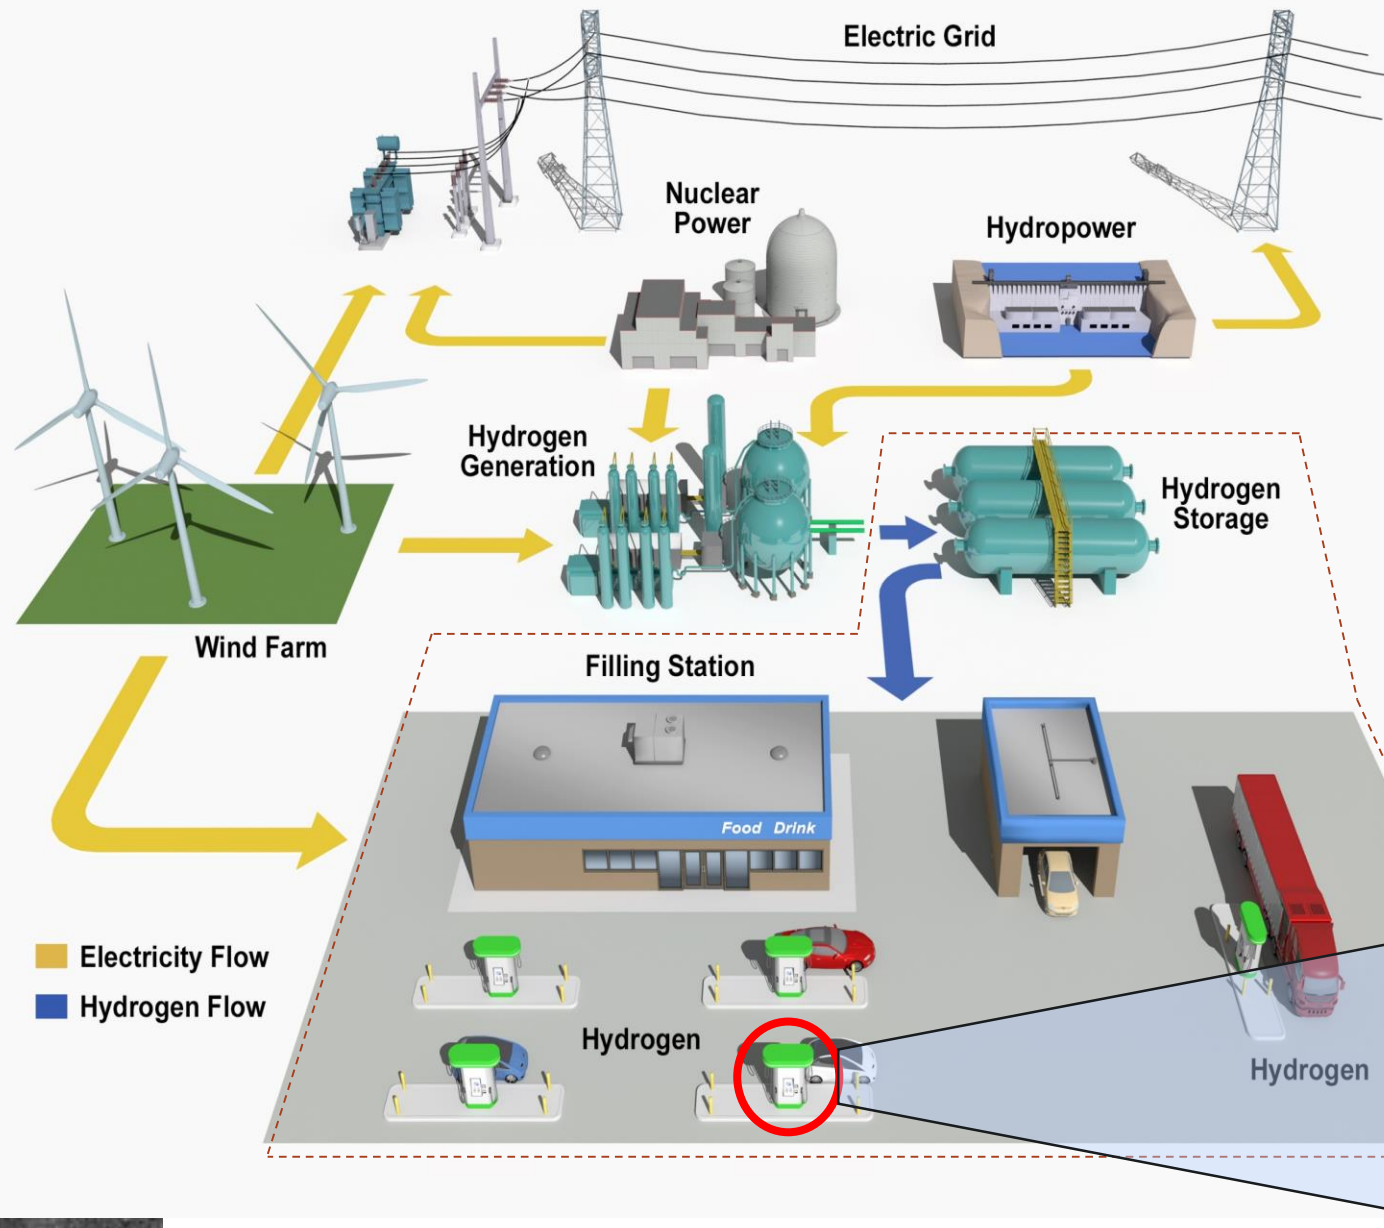 Electric Grid
Nuclear
Power
Hydropower
Hydrogen
Generation
Hydrogen
Storage
Wind Farm
Filling Station
Food Drink
Electricity Flow
Hydrogen Flow
Hydrogen
Hydrogen